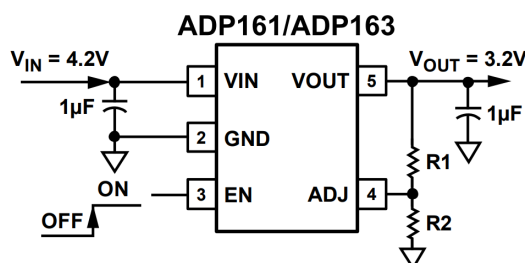 ADP161/ADP163
VIN = 4.2V
VOUT = 3.2V
1 VIN
VOUT 5
1µF
1µF
2 GND
R1
ON
3 EN
ADJ 4
OFF
R2